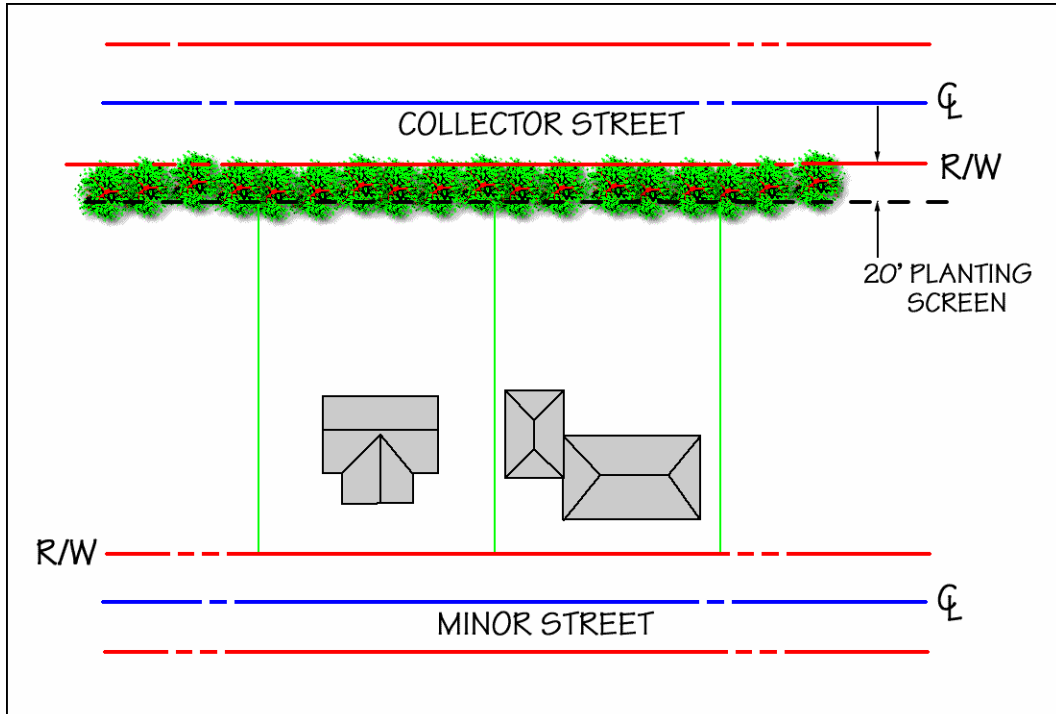 ℄
COLLECTOR STREET
R/W
20' PLANTING
SCREEN
R/W
℄
MINOR STREET